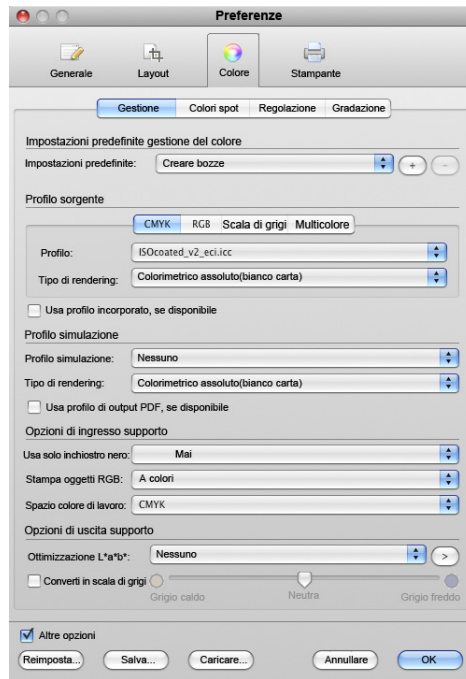 Preferenze
Generale Layout Colore Stampante
Gestione Colori spot Regolazione Gradazione
Impostazioni predefinite gestione del colore
Impostazioni predefinite: Creare bozze + -
Profilo sorgente
CMYK RGB Scala di grigi Multicolore
Profilo: ISOcoated_v2_eci.icc
Tipo di rendering: Colorimetrico assoluto(bianco carta)
Usa profilo incorporato, se disponibile
Profilo simulazione
Profilo simulazione: Nessuno
Tipo di rendering: Colorimetrico assoluto(bianco carta)
Usa profilo di output PDF, se disponibile
Opzioni di ingresso supporto
Usa solo inchiostro nero: Mai
Stampa oggetti RGB: A colori
Spazio colore di lavoro: CMYK
Opzioni di uscita supporto
Ottimizzazione L*a*b*: Nessuno >
Converti in scala di grigi
Grigio caldo Neutra Grigio freddo
Altre opzioni
Reimposta... Salva... Caricare... Annullare OK